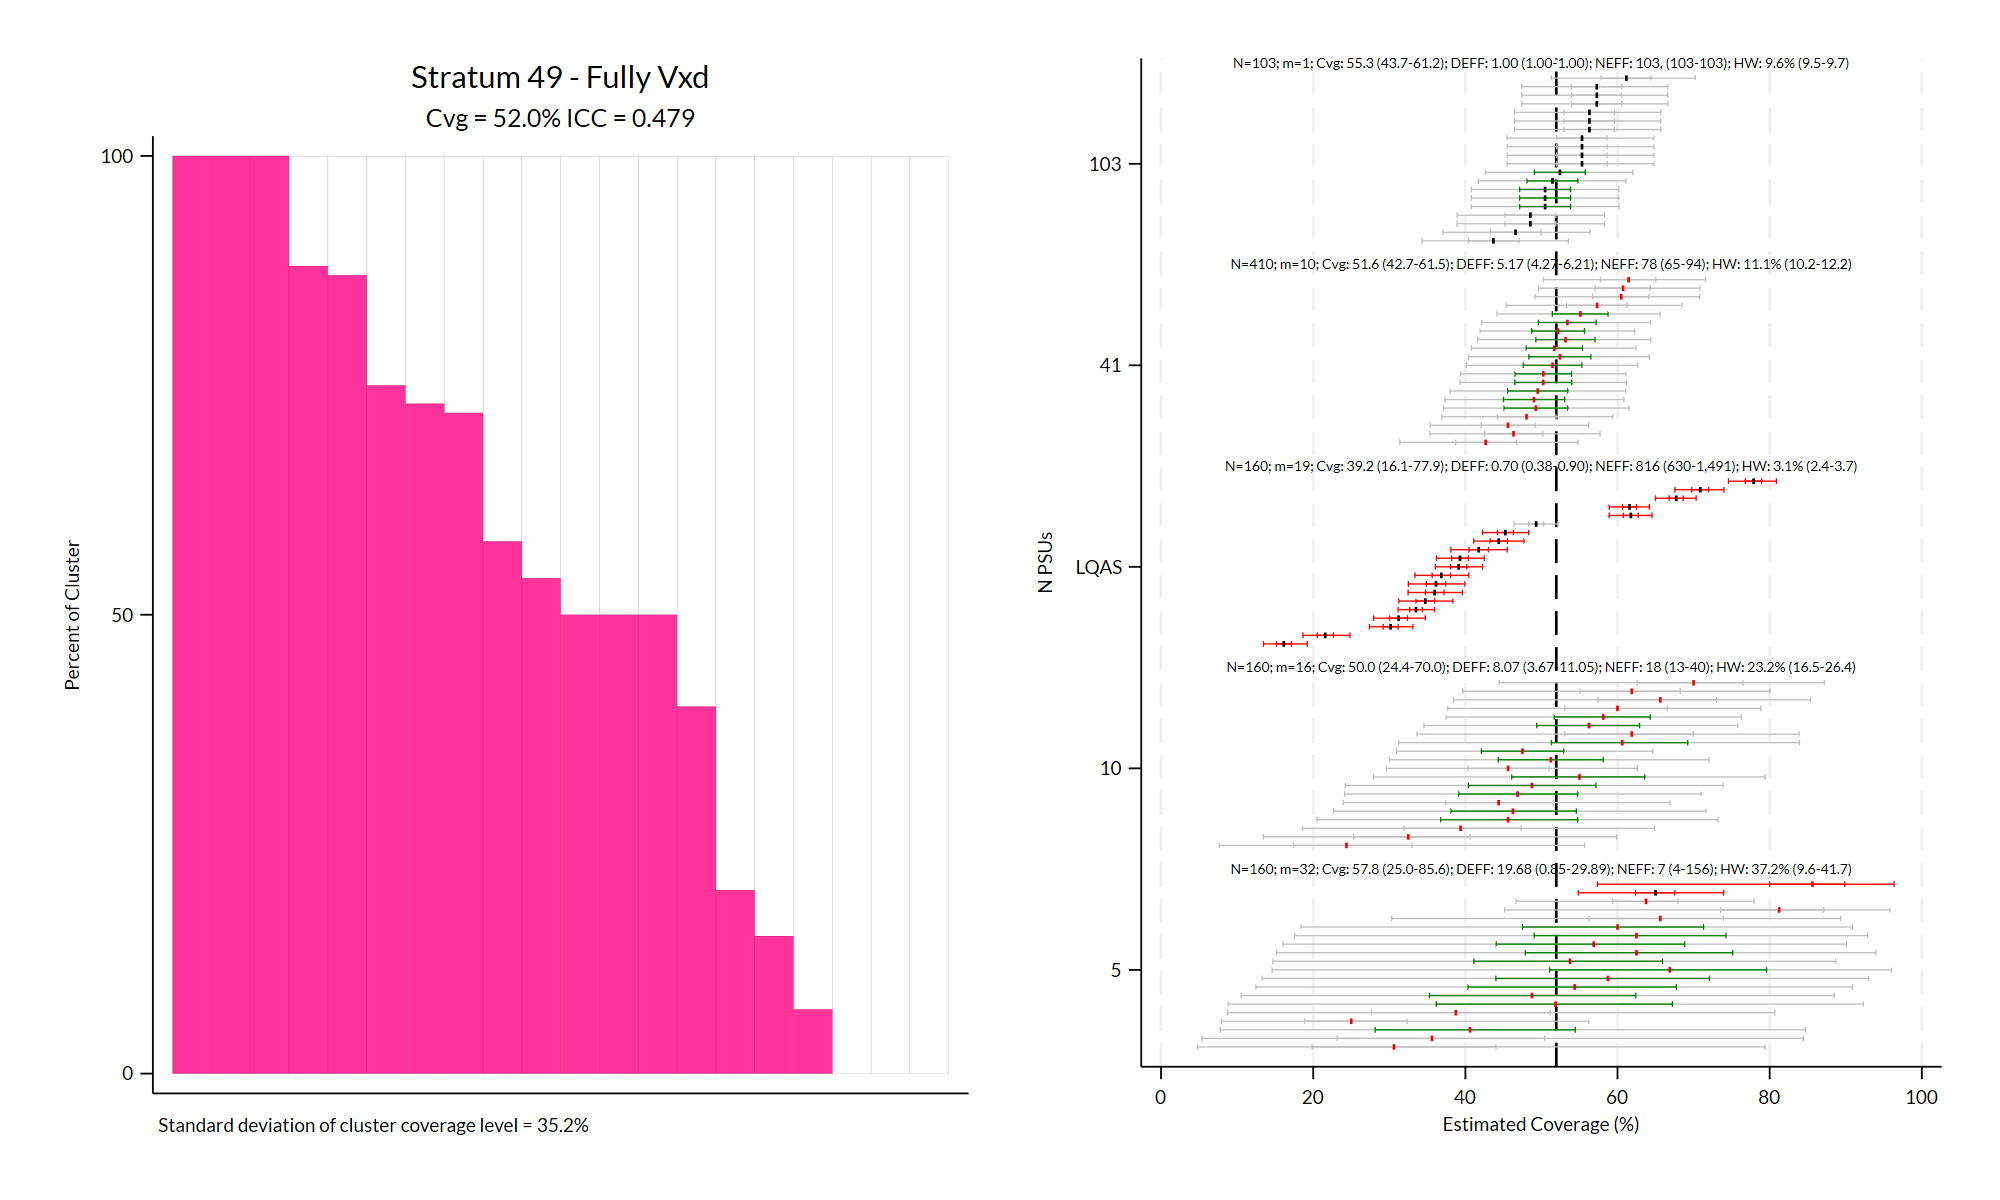 Stratum 49 - Fully Vxd
Cvg = 52.0% ICC = 0.479
100
50
0
Percent of Cluster
Standard deviation of cluster coverage level = 35.2%
N=103; m=1; Cvg: 55.3 (43.7-61.2); DEFF: 1.00 (1.00-1.00); NEFF: 103, (103-103); HW: 9.6% (9.5-9.7)
103
N=410; m=10; Cvg: 51.6 (42.7-61.5); DEFF: 5.17 (4.27-6.21); NEFF: 78 (65-94); HW: 11.1% (10.2-12.2)
41
N=160; m=19; Cvg: 39.2 (16.1-77.9); DEFF: 0.70 (0.38-0.90); NEFF: 816 (630-1,491); HW: 3.1% (2.4-3.7)
LQAS
N PSUs
N=160; m=16; Cvg: 50.0 (24.4-70.0); DEFF: 8.07 (3.67-11.05); NEFF: 18 (13-40); HW: 23.2% (16.5-26.4)
10
N=160; m=32; Cvg: 57.8 (25.0-85.6); DEFF: 19.68 (0.85-29.89); NEFF: 7 (4-156); HW: 37.2% (9.6-41.7)
5
0 20 40 60 80 100
Estimated Coverage (%)